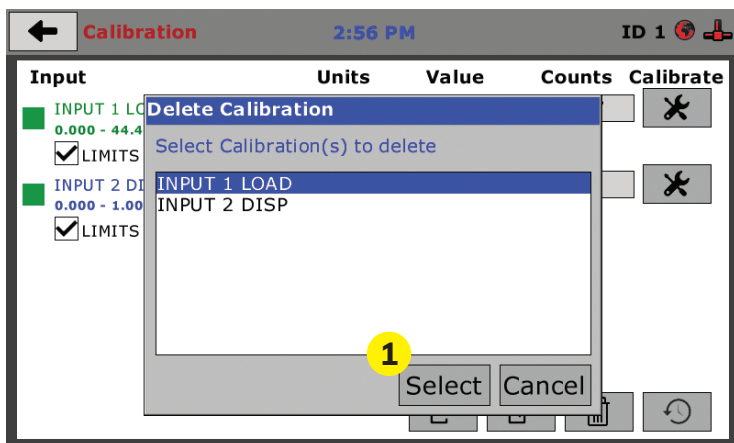 Calibration 2:56 PM ID 1
Input Units Value Counts Calibrate
INPUT 1 LO
0.000 - 44.4
LIMITS
INPUT 2 DI
0.000 - 1.00
LIMITS
Delete Calibration
Select Calibration(s) to delete
INPUT 1 LOAD
INPUT 2 DISP
1
Select Cancel